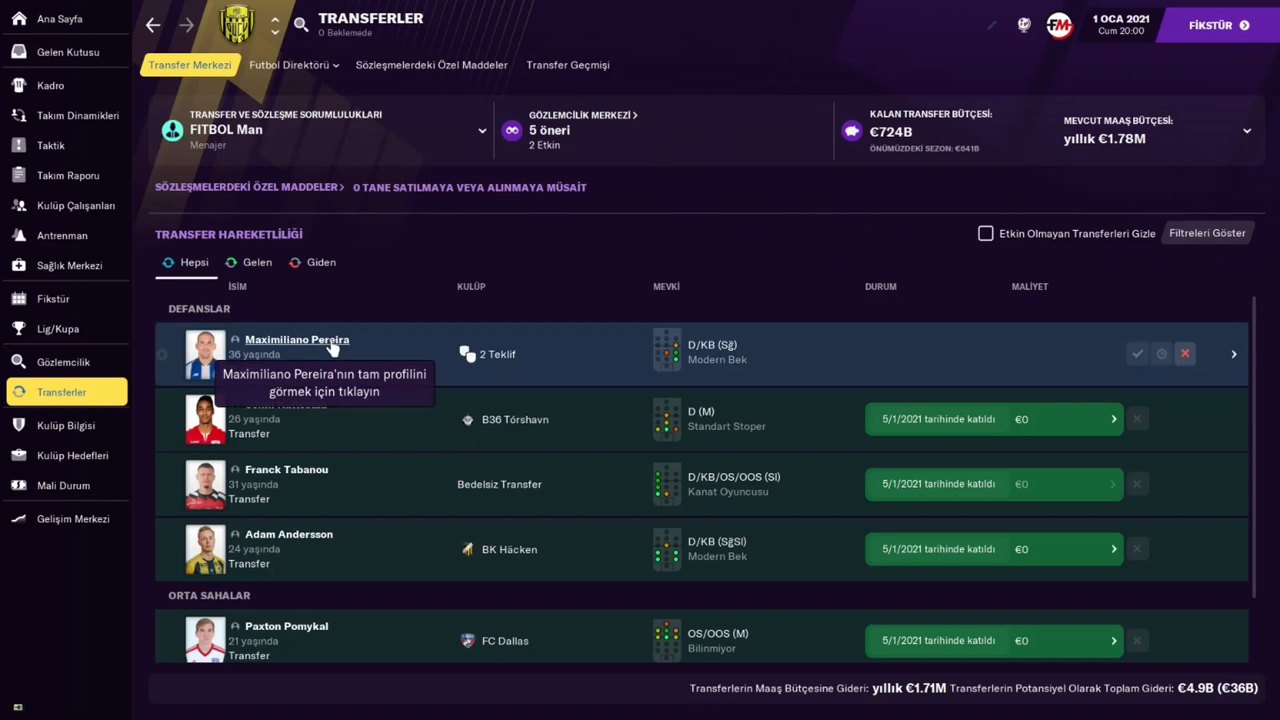 Ana Sayfa
Gelen Kutusu
Kadro
Takım Dinamikleri
Taktik
Takım Raporu
Kulüp Çalışanları
Antrenman
Sağlık Merkezi
Fikstür
Lig/Kupa
Gözlemcilik
Transferler
Kulüp Bilgisi
Kulüp Hedefleri
Mali Durum
Gelişim Merkezi
TRANSFERLER
0 Beklemede
FM
1 OCA 2021
Cum 20:00
FİKSTÜR
Transfer Merkezi
Futbol Direktörü
Sözleşmelerdeki Özel Maddeler
Transfer Geçmişi
TRANSFER VE SÖZLEŞME SORUMLULUKLARI
FITBOL Man
Menajer
GÖZLEMCİLİK MERKEZİ
5 öneri
2 Etkin
KALAN TRANSFER BÜTÇESİ:
€724B
ÖNÜMÜZDEKİ SEZON: €641B
MEVCUT MAAŞ BÜTÇESİ:
yıllık €1.78M
SÖZLEŞMELERDEKİ ÖZEL MADDELER
0 TANE SATILMAYA VEYA ALINMAYA MÜSAİT
TRANSFER HAREKETLİLİĞİ
Etkin Olmayan Transferleri Gizle
Filtreleri Göster
Hepsi
Gelen
Giden
İSİM
KULÜP
MEVKİ
DURUM
MALİYET
DEFANSLAR
Maximiliano Pereira
36 yaşında
2 Teklif
D/KB (Sğ)
Modern Bek
Maximiliano Pereira'nın tam profilini
görmek için tıklayın
26 yaşında
Transfer
B36 Tórshavn
D (M)
Standart Stoper
5/1/2021 tarihinde katıldı
€0
Franck Tabanou
31 yaşında
Transfer
Bedelsiz Transfer
D/KB/OS/OOS (Sl)
Kanat Oyuncusu
5/1/2021 tarihinde katıldı
€0
Adam Andersson
24 yaşında
Transfer
BK Häcken
D/KB (SğSl)
Modern Bek
5/1/2021 tarihinde katıldı
€0
ORTA SAHALAR
Paxton Pomykal
21 yaşında
Transfer
FC Dallas
OS/OOS (M)
Bilinmiyor
5/1/2021 tarihinde katıldı
€0
Transferlerin Maaş Bütçesine Gideri: yıllık €1.71M Transferlerin Potansiyel Olarak Toplam Gideri: €4.9B (€36B)